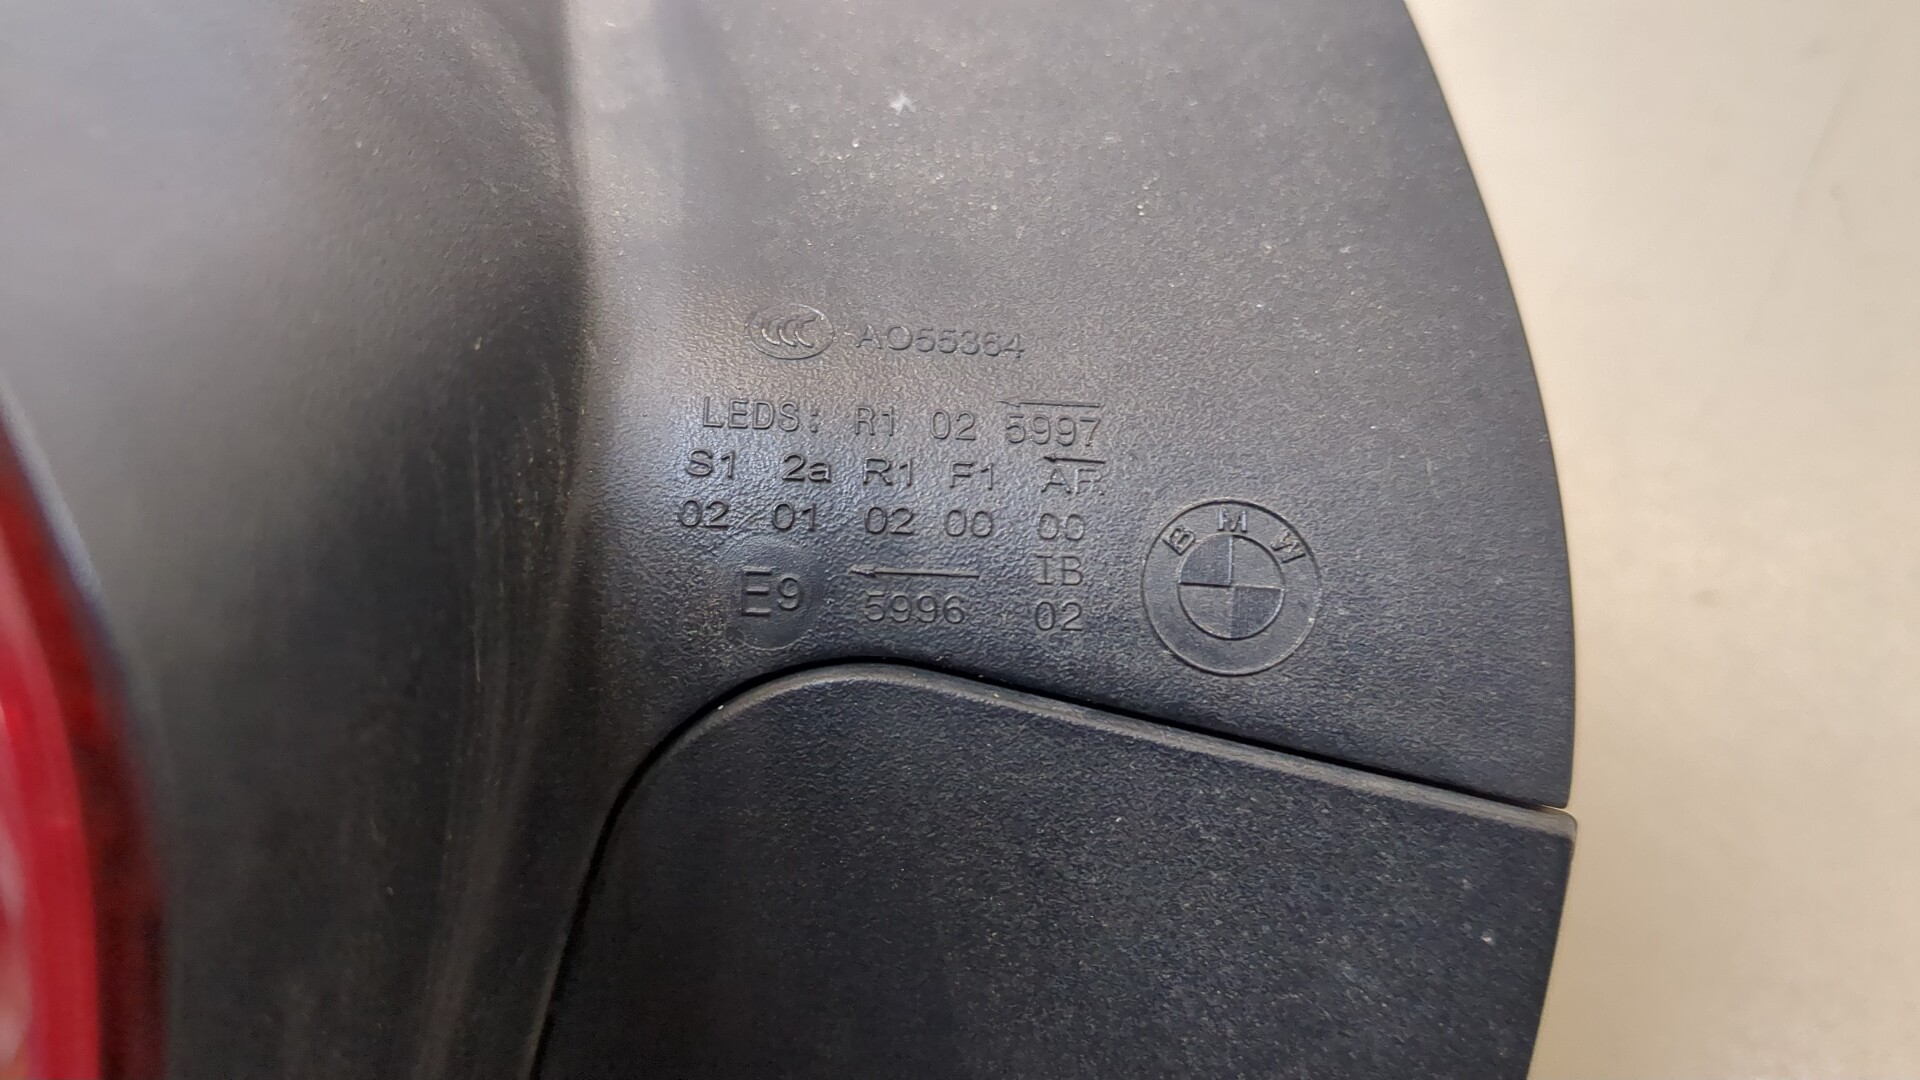 CCC AO55364
LEDS: R1 02 5997
S1 2a R1 F1 AR
02 01 02 00 00
IB
E9 5996 02
BMW